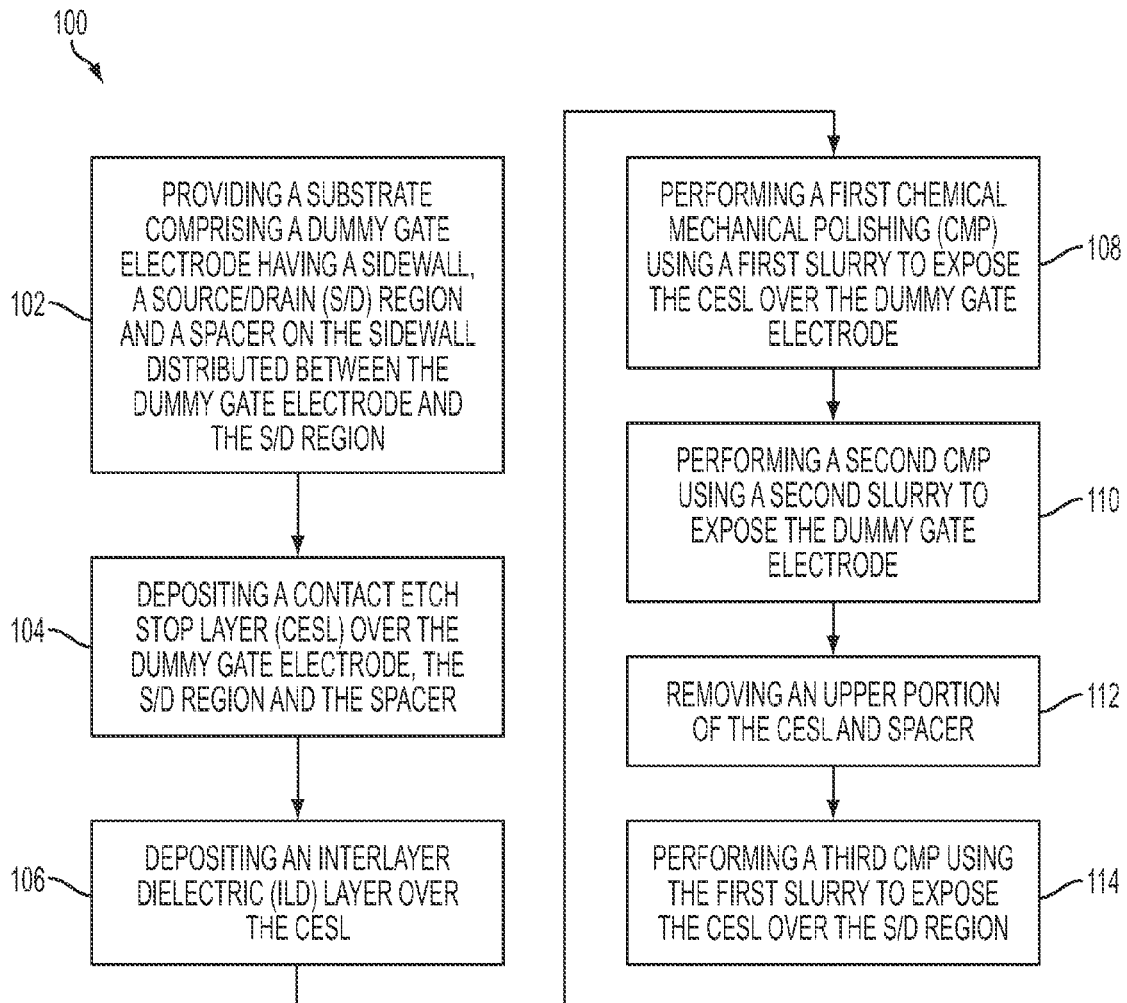 100
102
PROVIDING A SUBSTRATE
COMPRISING A DUMMY GATE
ELECTRODE HAVING A SIDEWALL,
A SOURCE/DRAIN (S/D) REGION
AND A SPACER ON THE SIDEWALL
DISTRIBUTED BETWEEN THE
DUMMY GATE ELECTRODE AND
THE S/D REGION
104
DEPOSITING A CONTACT ETCH
STOP LAYER (CESL) OVER THE
DUMMY GATE ELECTRODE, THE
S/D REGION AND THE SPACER
106
DEPOSITING AN INTERLAYER
DIELECTRIC (ILD) LAYER OVER
THE CESL
PERFORMING A FIRST CHEMICAL
MECHANICAL POLISHING (CMP)
USING A FIRST SLURRY TO EXPOSE
THE CESL OVER THE DUMMY GATE
ELECTRODE
108
PERFORMING A SECOND CMP
USING A SECOND SLURRY TO
EXPOSE THE DUMMY GATE
ELECTRODE
110
REMOVING AN UPPER PORTION
OF THE CESL AND SPACER
112
PERFORMING A THIRD CMP USING
THE FIRST SLURRY TO EXPOSE
THE CESL OVER THE S/D REGION
114